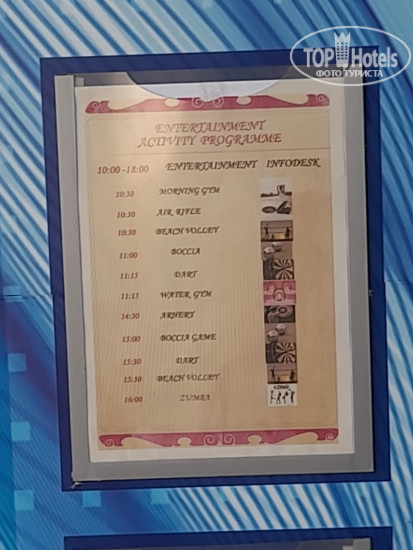 TOP Hotels
ФОТО ТУРИСТА
ENTERTAINMENT
ACTIVITY PROGRAMME
10:00 -18:00 ENTERTAINMENT INFODESK
10:30 MORNING GYM
10:30 AIR RIFLE
10:30 BEACH VOLLEY
11:00 BOCCIA
11:15 DART
11:15 WATER GYM
14:30 ARHERY
15:00 BOCCIA GAME
15:30 DART
15:30 BEACH VOLLEY
16:00 ZUMBA